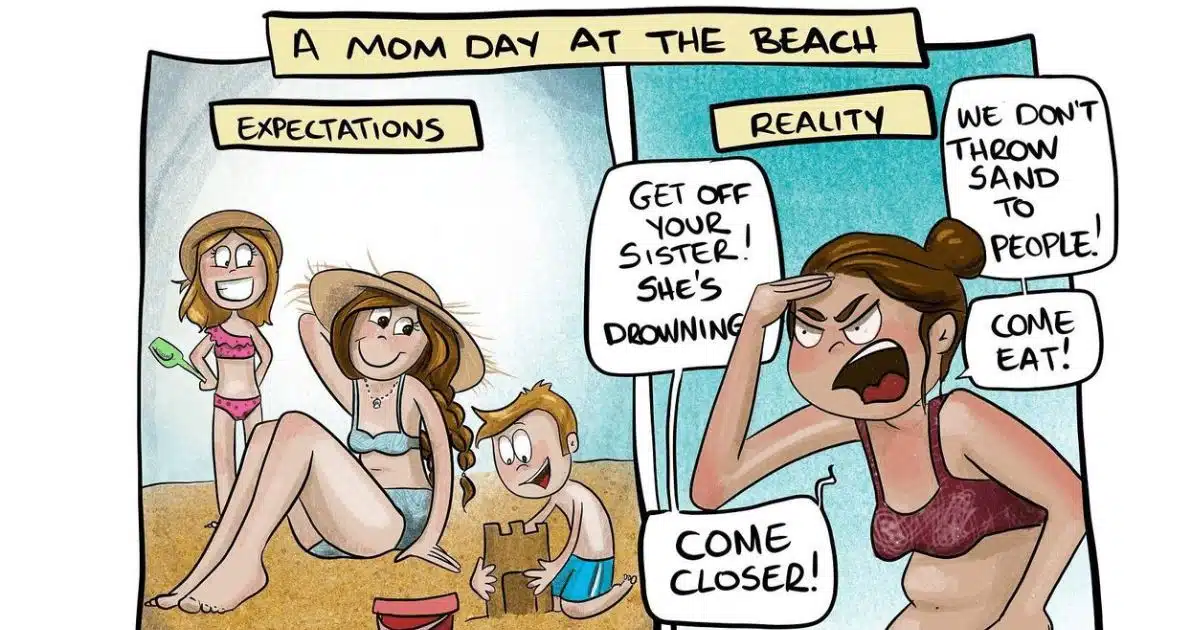 A MOM DAY AT THE BEACH
EXPECTATIONS
REALITY
WE DON'T
THROW
SAND
TO
PEOPLE!
GET OFF
YOUR
SISTER!
SHE'S
DROWNING
COME
EAT!
COME
CLOSER!